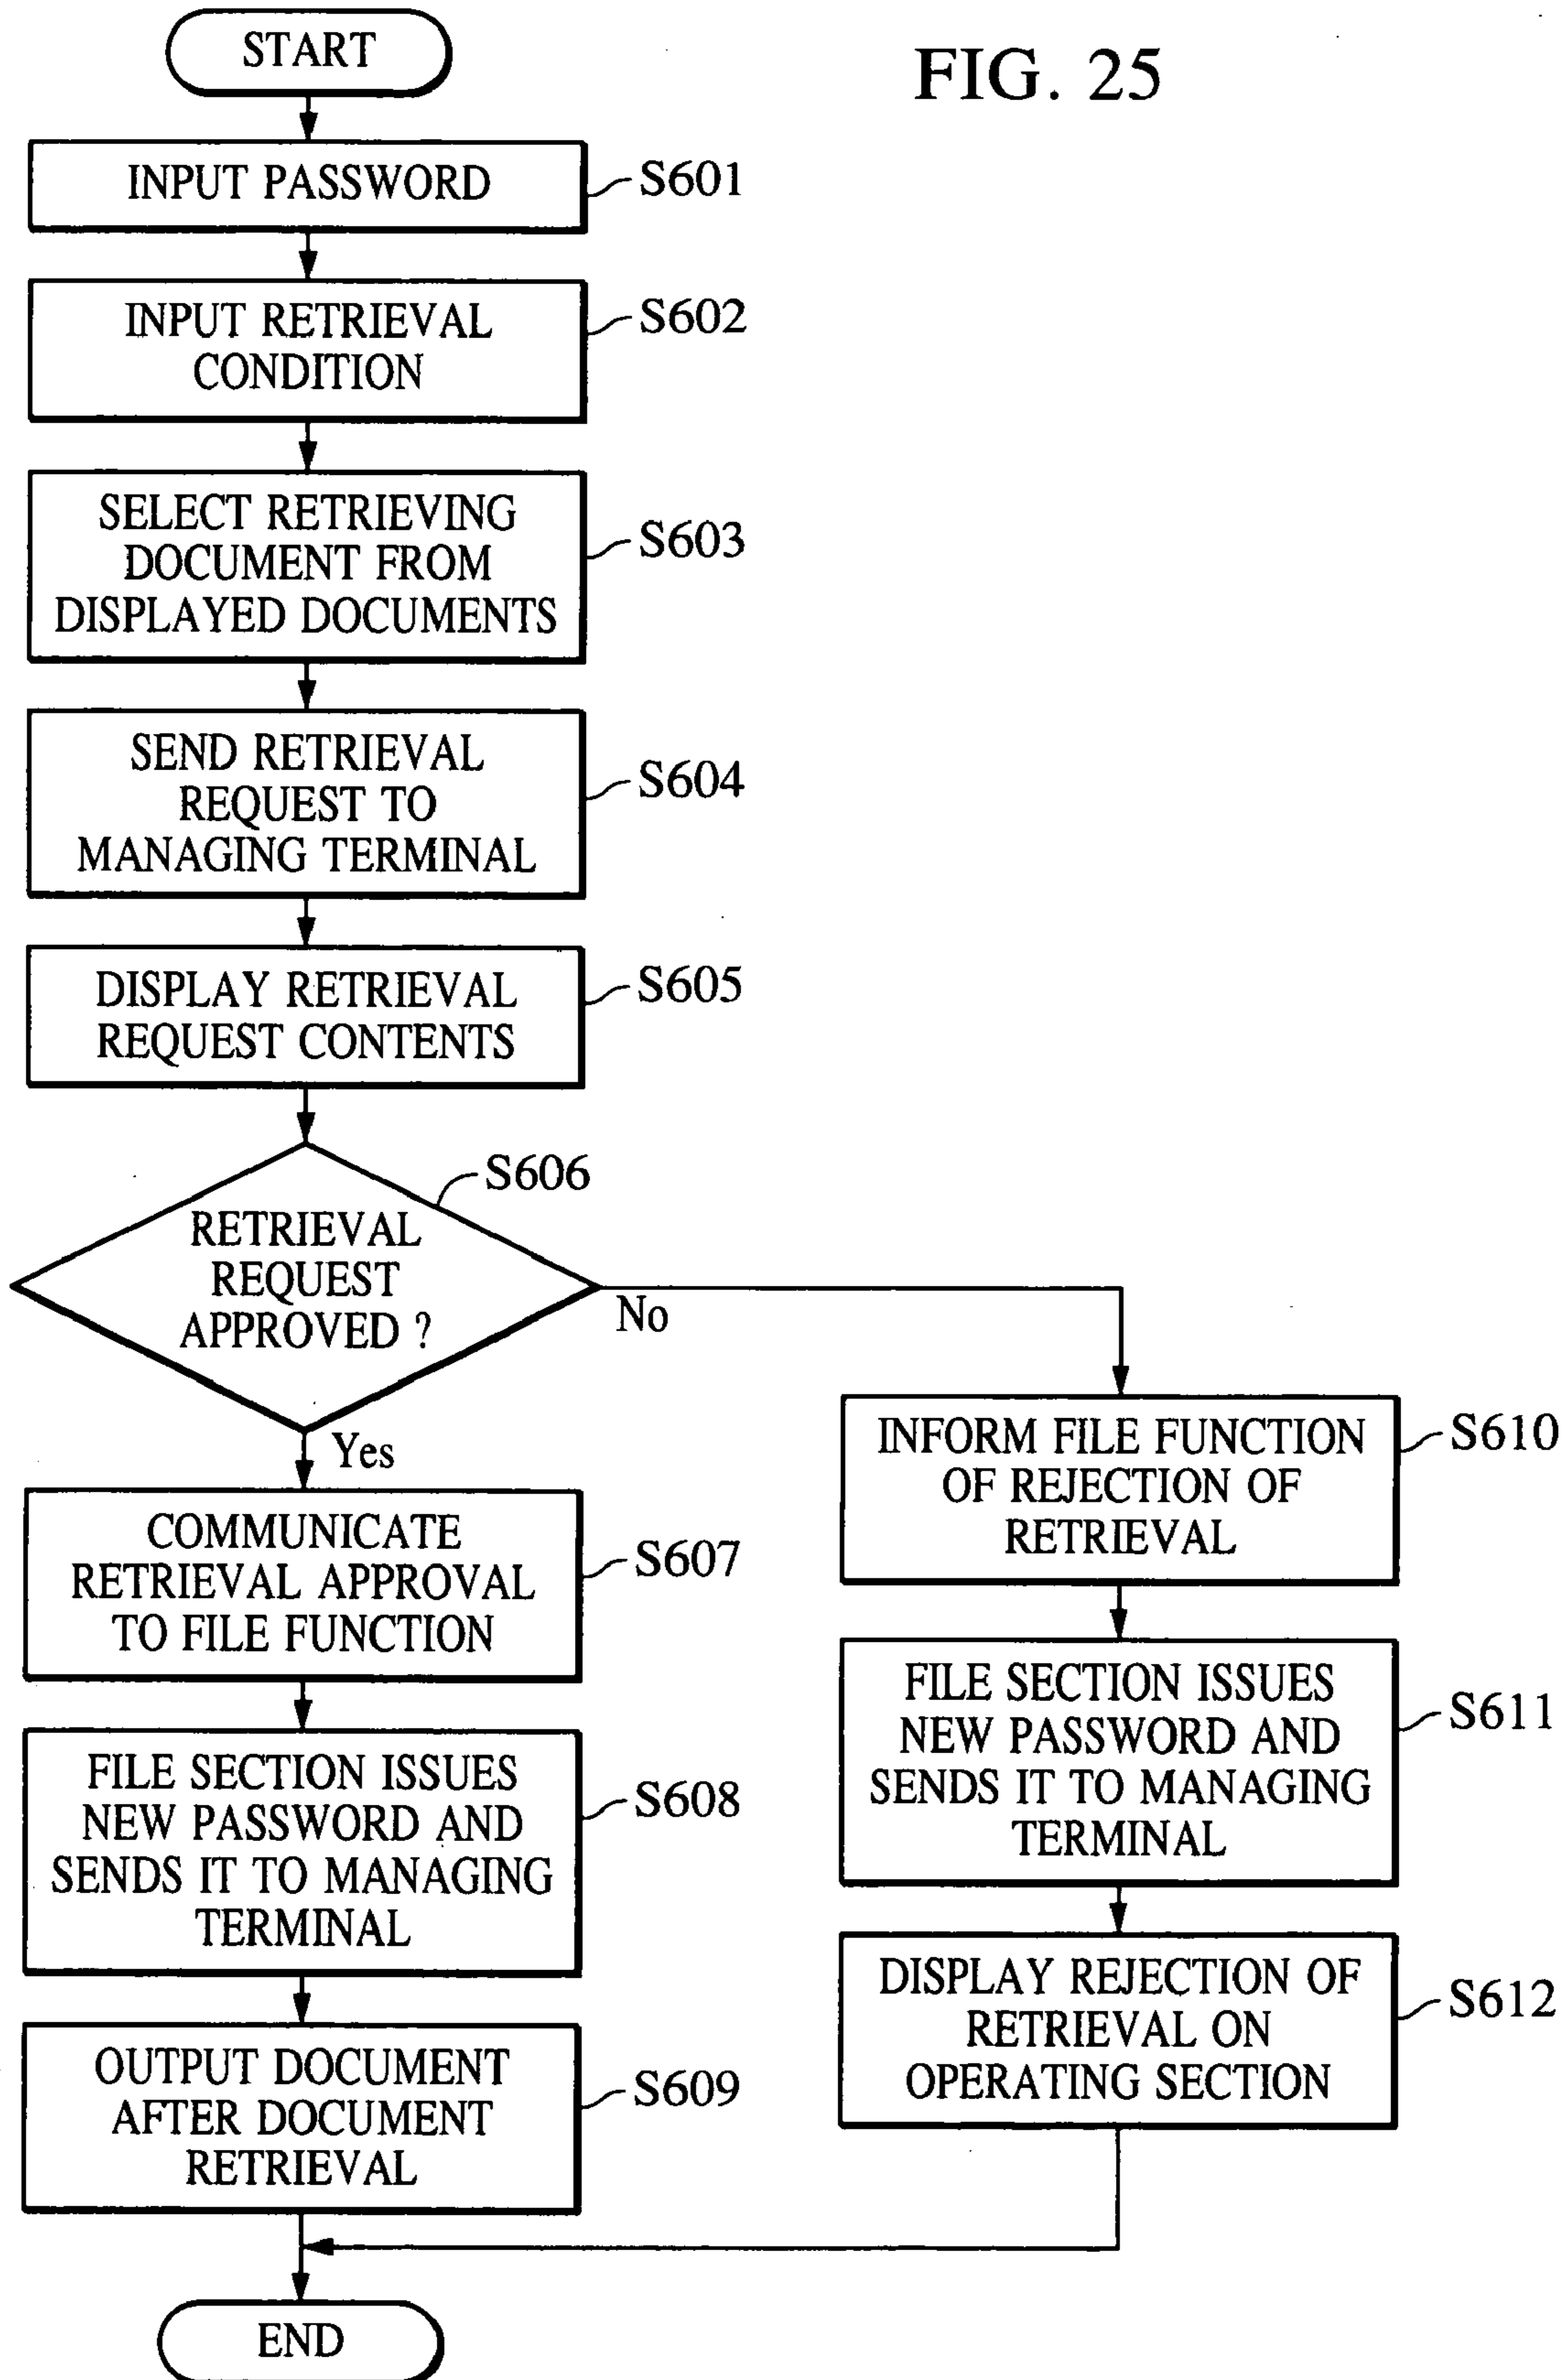 FIG. 25
START
INPUT PASSWORD
S601
INPUT RETRIEVAL
CONDITION
S602
SELECT RETRIEVING
DOCUMENT FROM
DISPLAYED DOCUMENTS
S603
SEND RETRIEVAL
REQUEST TO
MANAGING TERMINAL
S604
DISPLAY RETRIEVAL
REQUEST CONTENTS
S605
RETRIEVAL
REQUEST
APPROVED ?
S606
No
Yes
COMMUNICATE
RETRIEVAL APPROVAL
TO FILE FUNCTION
S607
FILE SECTION ISSUES
NEW PASSWORD AND
SENDS IT TO MANAGING
TERMINAL
S608
OUTPUT DOCUMENT
AFTER DOCUMENT
RETRIEVAL
S609
INFORM FILE FUNCTION
OF REJECTION OF
RETRIEVAL
S610
FILE SECTION ISSUES
NEW PASSWORD AND
SENDS IT TO MANAGING
TERMINAL
S611
DISPLAY REJECTION OF
RETRIEVAL ON
OPERATING SECTION
S612
END